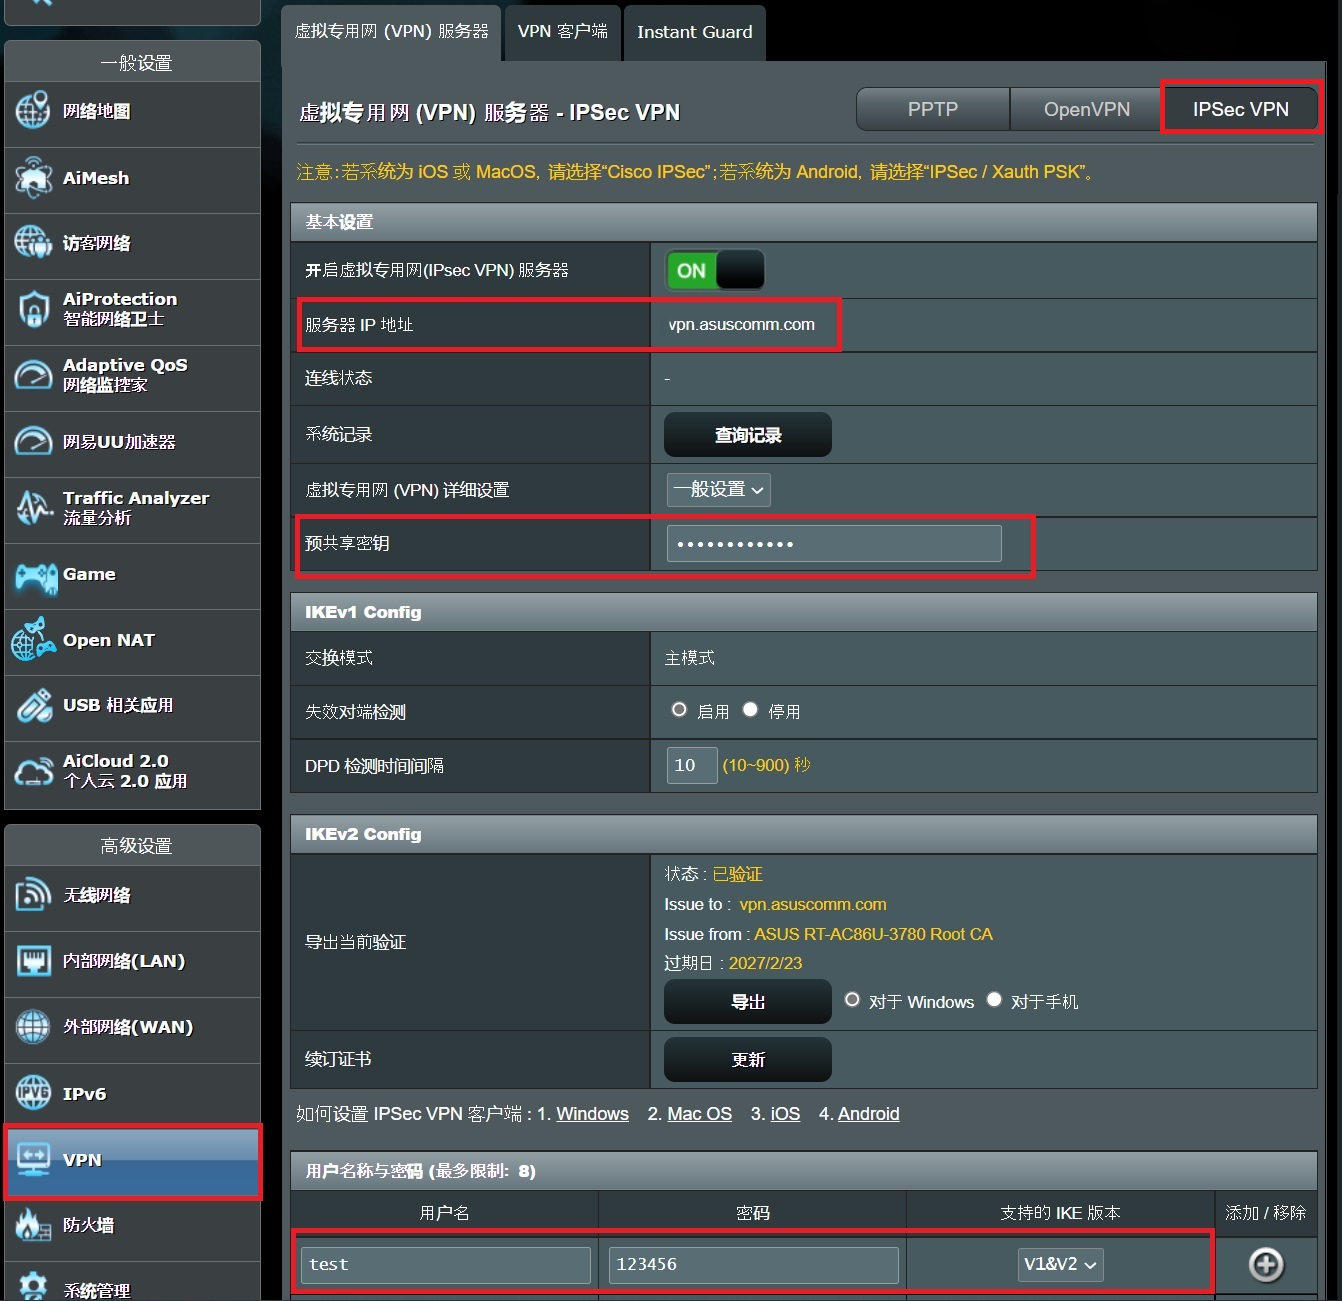 一般设置
网络地图
AiMesh
访客网络
AiProtection
智能网络卫士
Adaptive QoS
网络监控家
网易UU加速器
Traffic Analyzer
流量分析
Game
Open NAT
USB 相关应用
AiCloud 2.0
个人云 2.0 应用
高级设置
无线网络
内部网络(LAN)
外部网络(WAN)
IPv6
VPN
防火墙
系统管理
虚拟专用网 (VPN) 服务器 VPN 客户端 Instant Guard
虚拟专用网 (VPN) 服务器 - IPSec VPN PPTP OpenVPN IPSec VPN
注意:若系统为 iOS 或 MacOS, 请选择“Cisco IPSec”;若系统为 Android, 请选择“IPSec / Xauth PSK”。
基本设置
开启虚拟专用网(IPsec VPN) 服务器 ON
服务器 IP 地址 vpn.asuscomm.com
连线状态 -
系统记录 查询记录
虚拟专用网 (VPN) 详细设置 一般设置
预共享密钥 ••••••••••••
IKEv1 Config
交换模式 主模式
失效对端检测 启用 停用
DPD 检测时间间隔 10 (10~900) 秒
IKEv2 Config
导出当前验证
状态 : 已验证
Issue to : vpn.asuscomm.com
Issue from : ASUS RT-AC86U-3780 Root CA
过期日 : 2027/2/23
导出 对于 Windows 对于手机
续订证书 更新
如何设置 IPSec VPN 客户端 : 1. Windows 2. Mac OS 3. iOS 4. Android
用户名称与密码 (最多限制: 8)
用户名 密码 支持的 IKE 版本 添加 / 移除
test 123456 V1&V2